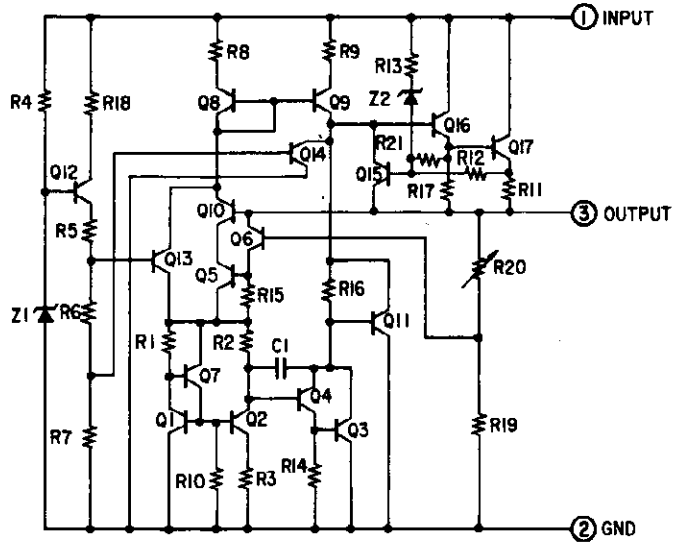 1 INPUT
R8
R9
R13
R4
R18
Z2
Q8
Q9
Q16
R21
Q17
Q14
R12
Q12
Q15
R17
R11
Q10
3 OUTPUT
R5
Q6
Q13
Q5
R20
R15
R16
Z1
R6
Q11
R1
R2
C1
Q7
Q4
Q1
Q2
Q3
R19
R7
R10
R3
R14
2 GND